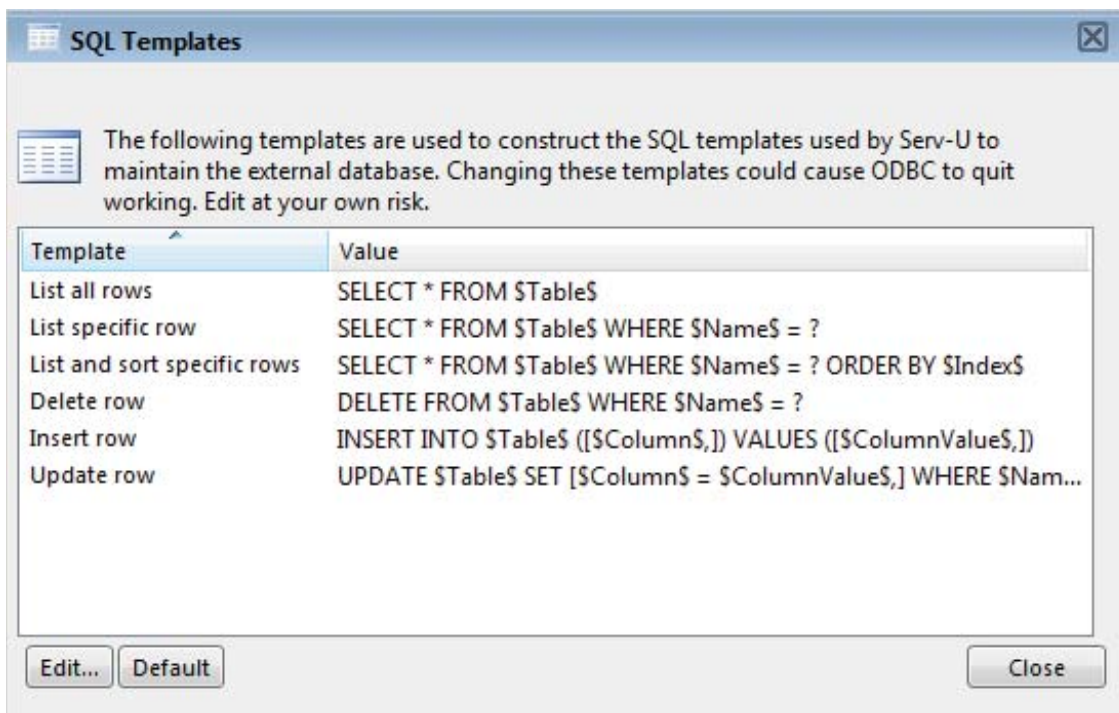 SQL Templates
The following templates are used to construct the SQL templates used by Serv-U to
maintain the external database. Changing these templates could cause ODBC to quit
working. Edit at your own risk.
Template Value
List all rows SELECT * FROM $Table$
List specific row SELECT * FROM $Table$ WHERE $Name$ = ?
List and sort specific rows SELECT * FROM $Table$ WHERE $Name$ = ? ORDER BY $Index$
Delete row DELETE FROM $Table$ WHERE $Name$ = ?
Insert row INSERT INTO $Table$ ([$Column$,]) VALUES ([$ColumnValue$,])
Update row UPDATE $Table$ SET [$Column$ = $ColumnValue$,] WHERE $Nam...
Edit... Default Close